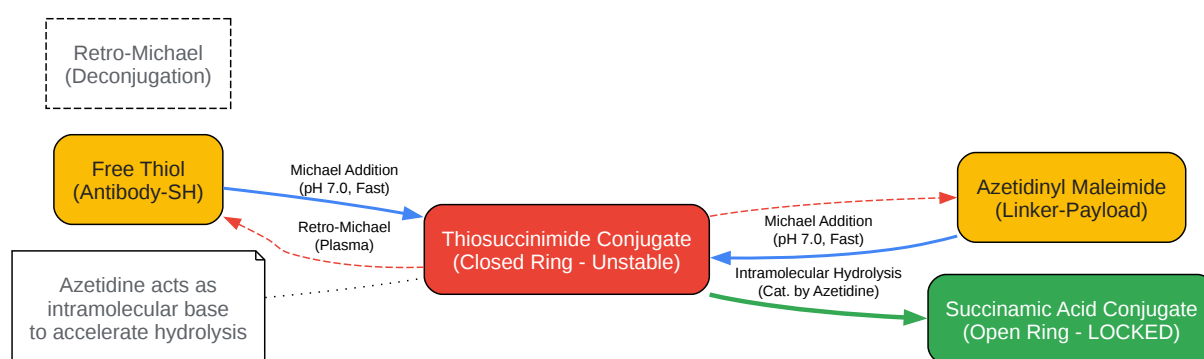 Retro-Michael
(Deconjugation)
Free Thiol
(Antibody-SH)
Michael Addition
(pH 7.0, Fast)
Retro-Michael
(Plasma)
Azetidine acts as
intramolecular base
to accelerate hydrolysis
Thiosuccinimide Conjugate
(Closed Ring - Unstable)
Azetidinyl Maleimide
(Linker-Payload)
Michael Addition
(pH 7.0, Fast)
Intramolecular Hydrolysis
(Cat. by Azetidine)
Succinamic Acid Conjugate
(Open Ring - LOCKED)